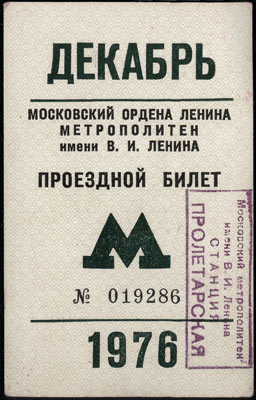 ДЕКАБРЬ
МОСКОВСКИЙ ОРДЕНА ЛЕНИНА
МЕТРОПОЛИТЕН
имени В. И. ЛЕНИНА
ПРОЕЗДНОЙ БИЛЕТ
М
№ 019286
1976
Московский метрополитен
имени В. И. Ленина
СТАНЦИЯ
ПРОЛЕТАРСКАЯ